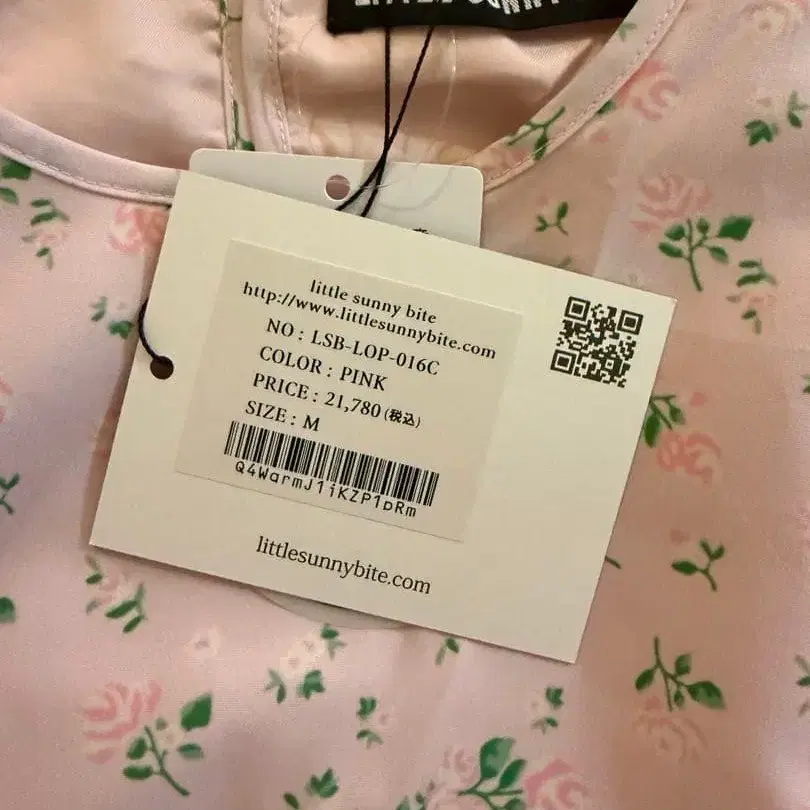 little sunny bite
http://www.littlesunnybite.com
NO : LSB-LOP-016C
COLOR : PINK
PRICE : 21,780 (税込)
SIZE : M
Q4WarmJ1iKZP1pRm
littlesunnybite.com